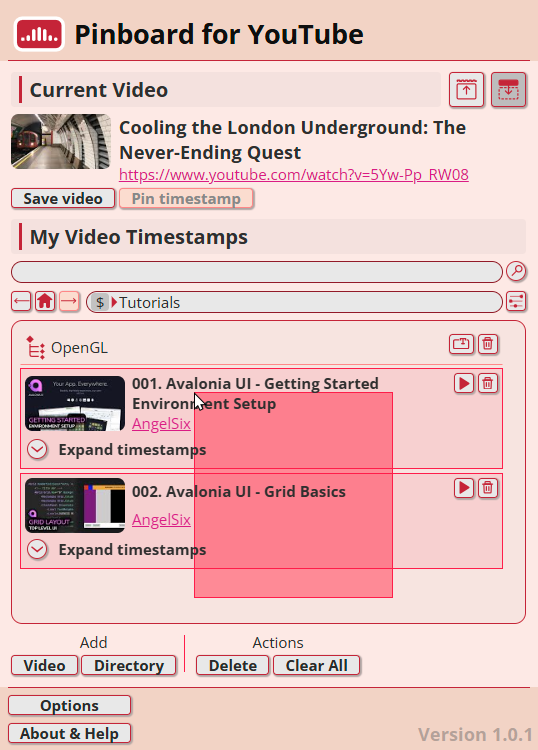 Pinboard for YouTube
Current Video
Cooling the London Underground: The
Never-Ending Quest
https://www.youtube.com/watch?v=5Yw-Pp_RW08
Save video
Pin timestamp
My Video Timestamps
$ Tutorials
OpenGL
Your App. Everywhere.
GETTING STARTED
ENVIRONMENT SETUP
001. Avalonia UI - Getting Started
Environment Setup
AngelSix
Expand timestamps
GRID LAYOUT
TOP LEVEL UI
002. Avalonia UI - Grid Basics
AngelSix
Expand timestamps
Add
Actions
Video
Directory
Delete
Clear All
Options
About & Help
Version 1.0.1